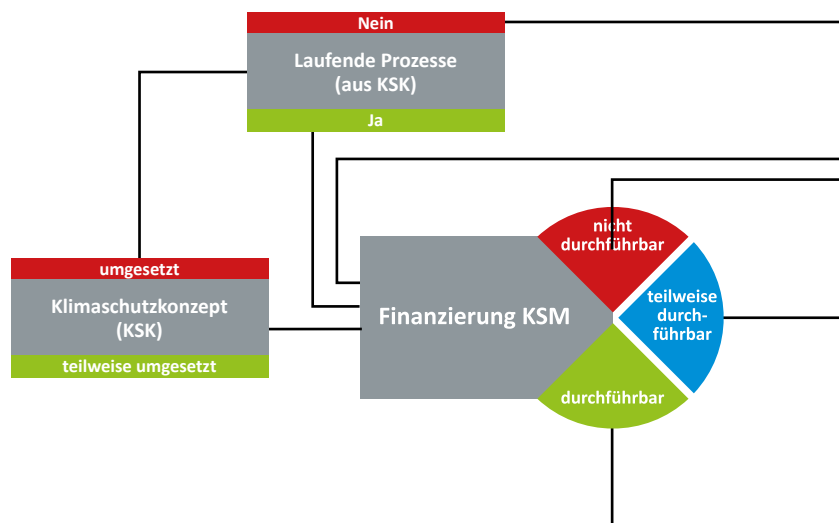 Nein
Laufende Prozesse
(aus KSK)
Ja
umgesetzt
Klimaschutzkonzept
(KSK)
teilweise umgesetzt
Finanzierung KSM
nicht
durchführbar
teilweise
durch-
führbar
durchführbar